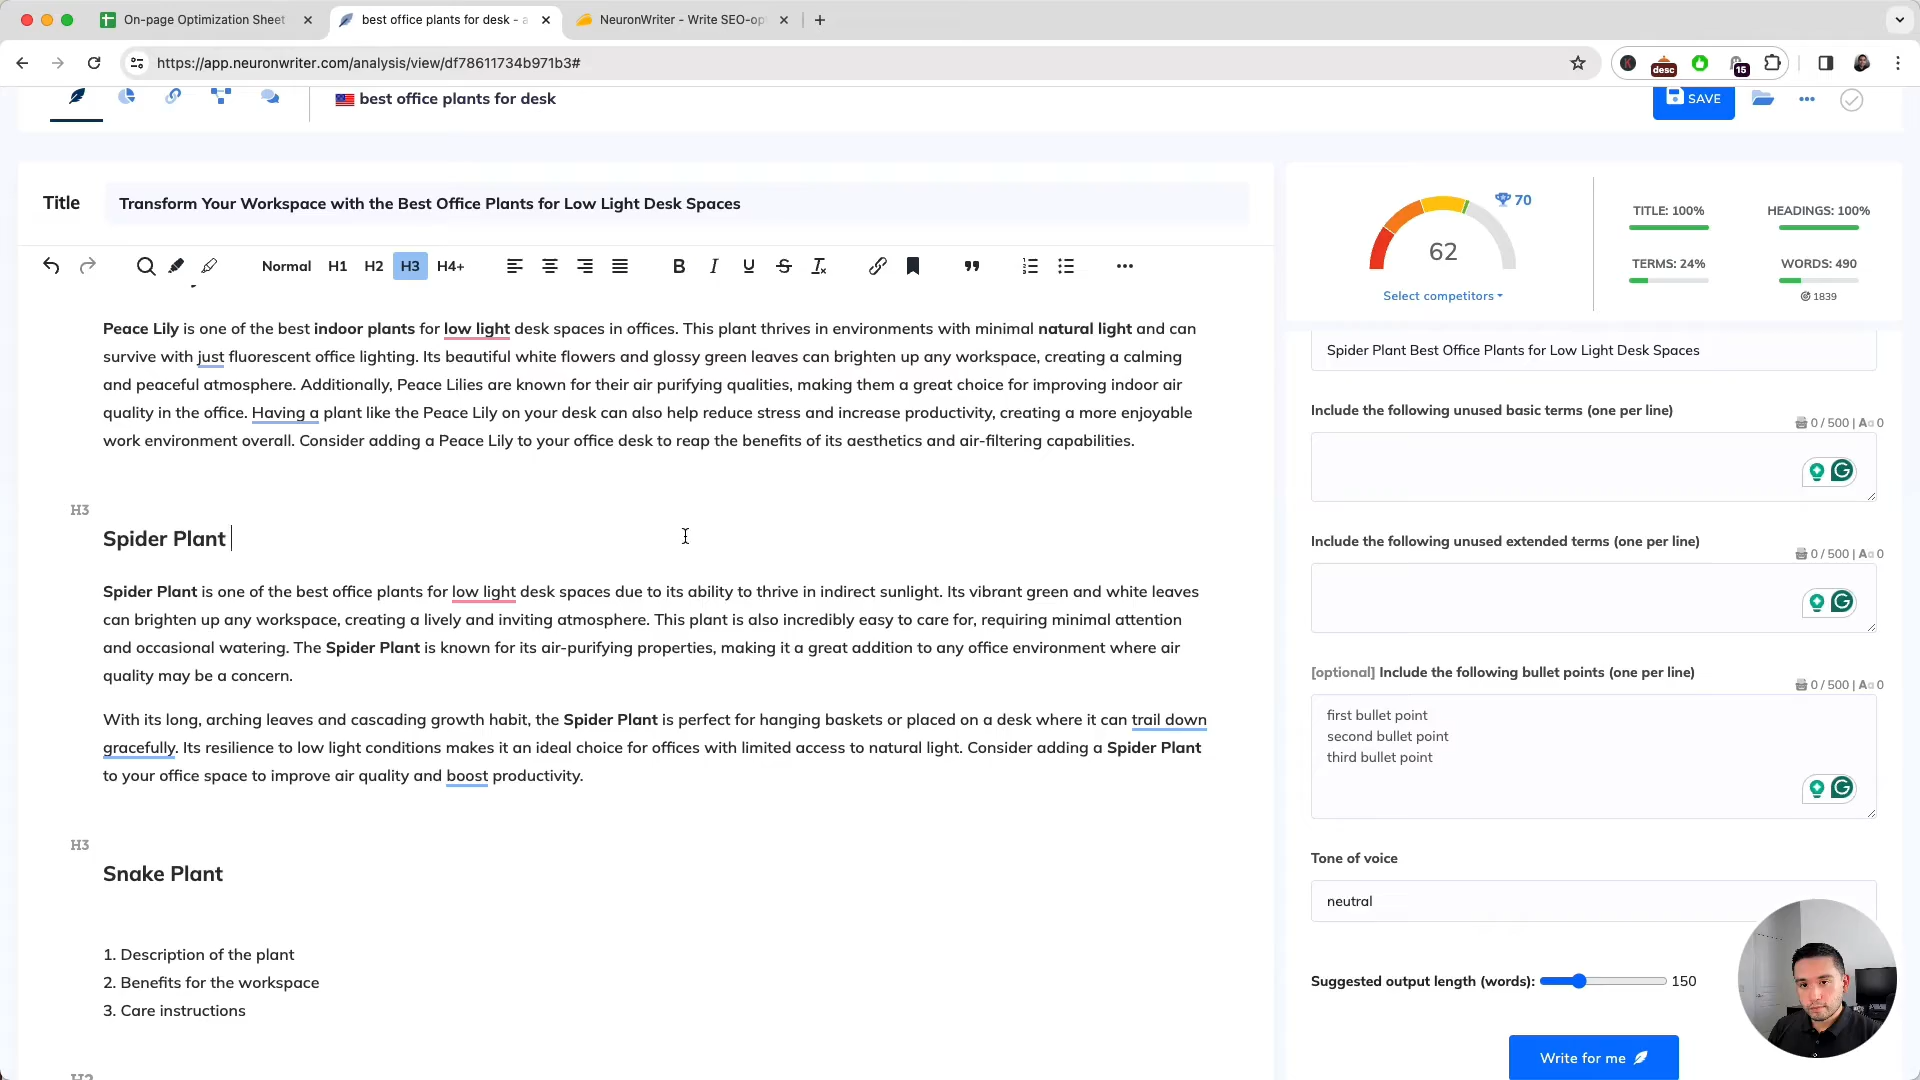 On-page Optimization Sheet
best office plants for desk - a
NeuronWriter - Write SEO-op
https://app.neuronwriter.com/analysis/view/df78611734b971b3#
desc
15
best office plants for desk
SAVE
Title
Transform Your Workspace with the Best Office Plants for Low Light Desk Spaces
Normal H1 H2 H3 H4+
B I U S
Peace Lily is one of the best indoor plants for low light desk spaces in offices. This plant thrives in environments with minimal natural light and can
survive with just fluorescent office lighting. Its beautiful white flowers and glossy green leaves can brighten up any workspace, creating a calming
and peaceful atmosphere. Additionally, Peace Lilies are known for their air purifying qualities, making them a great choice for improving indoor air
quality in the office. Having a plant like the Peace Lily on your desk can also help reduce stress and increase productivity, creating a more enjoyable
work environment overall. Consider adding a Peace Lily to your office desk to reap the benefits of its aesthetics and air-filtering capabilities.
H3
Spider Plant
Spider Plant is one of the best office plants for low light desk spaces due to its ability to thrive in indirect sunlight. Its vibrant green and white leaves
can brighten up any workspace, creating a lively and inviting atmosphere. This plant is also incredibly easy to care for, requiring minimal attention
and occasional watering. The Spider Plant is known for its air-purifying properties, making it a great addition to any office environment where air
quality may be a concern.
With its long, arching leaves and cascading growth habit, the Spider Plant is perfect for hanging baskets or placed on a desk where it can trail down
gracefully. Its resilience to low light conditions makes it an ideal choice for offices with limited access to natural light. Consider adding a Spider Plant
to your office space to improve air quality and boost productivity.
H3
Snake Plant
1. Description of the plant
2. Benefits for the workspace
3. Care instructions
H2
70
62
Select competitors
TITLE: 100%
HEADINGS: 100%
TERMS: 24%
WORDS: 490
1839
Spider Plant Best Office Plants for Low Light Desk Spaces
Include the following unused basic terms (one per line)
0 / 500 | Aa 0
Include the following unused extended terms (one per line)
0 / 500 | Aa 0
[optional] Include the following bullet points (one per line)
0 / 500 | Aa 0
first bullet point
second bullet point
third bullet point
Tone of voice
neutral
Suggested output length (words): 150
Write for me